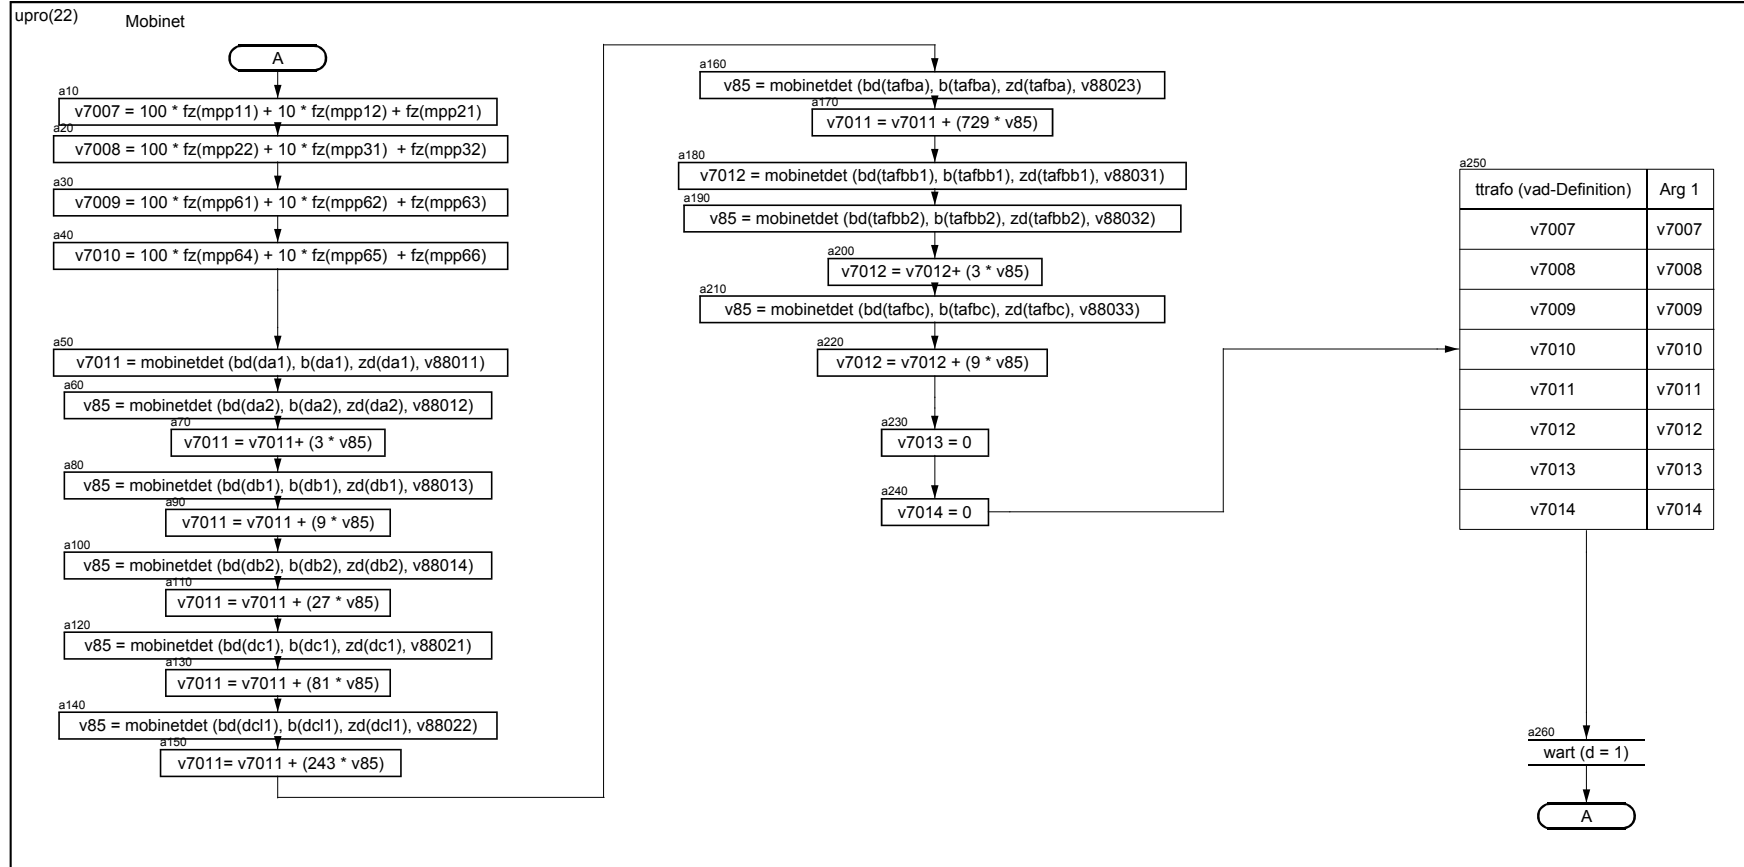 upro(22)
Mobinet
A
a10
v7007 = 100 * fz(mpp11) + 10 * fz(mpp12) + fz(mpp21)
a20
v7008 = 100 * fz(mpp22) + 10 * fz(mpp31)  + fz(mpp32)
a30
v7009 = 100 * fz(mpp61) + 10 * fz(mpp62)  + fz(mpp63)
a40
v7010 = 100 * fz(mpp64) + 10 * fz(mpp65)  + fz(mpp66)
a50
v7011 = mobinetdet (bd(da1), b(da1), zd(da1), v88011)
a60
v85 = mobinetdet (bd(da2), b(da2), zd(da2), v88012)
a70
v7011 = v7011+ (3 * v85)
a80
v85 = mobinetdet (bd(db1), b(db1), zd(db1), v88013)
a90
v7011 = v7011 + (9 * v85)
a100
v85 = mobinetdet (bd(db2), b(db2), zd(db2), v88014)
a110
v7011 = v7011 + (27 * v85)
a120
v85 = mobinetdet (bd(dc1), b(dc1), zd(dc1), v88021)
a130
v7011 = v7011 + (81 * v85)
a140
v85 = mobinetdet (bd(dcl1), b(dcl1), zd(dcl1), v88022)
a150
v7011= v7011 + (243 * v85)
a160
v85 = mobinetdet (bd(tafba), b(tafba), zd(tafba), v88023)
a170
v7011 = v7011 + (729 * v85)
a180
v7012 = mobinetdet (bd(tafbb1), b(tafbb1), zd(tafbb1), v88031)
a190
v85 = mobinetdet (bd(tafbb2), b(tafbb2), zd(tafbb2), v88032)
a200
v7012 = v7012+ (3 * v85)
a210
v85 = mobinetdet (bd(tafbc), b(tafbc), zd(tafbc), v88033)
a220
v7012 = v7012 + (9 * v85)
a230
v7013 = 0
a240
v7014 = 0
a250
ttrafo (vad-Definition) Arg 1
v7007 v7007
v7008 v7008
v7009 v7009
v7010 v7010
v7011 v7011
v7012 v7012
v7013 v7013
v7014 v7014
a260
wart (d = 1)
A